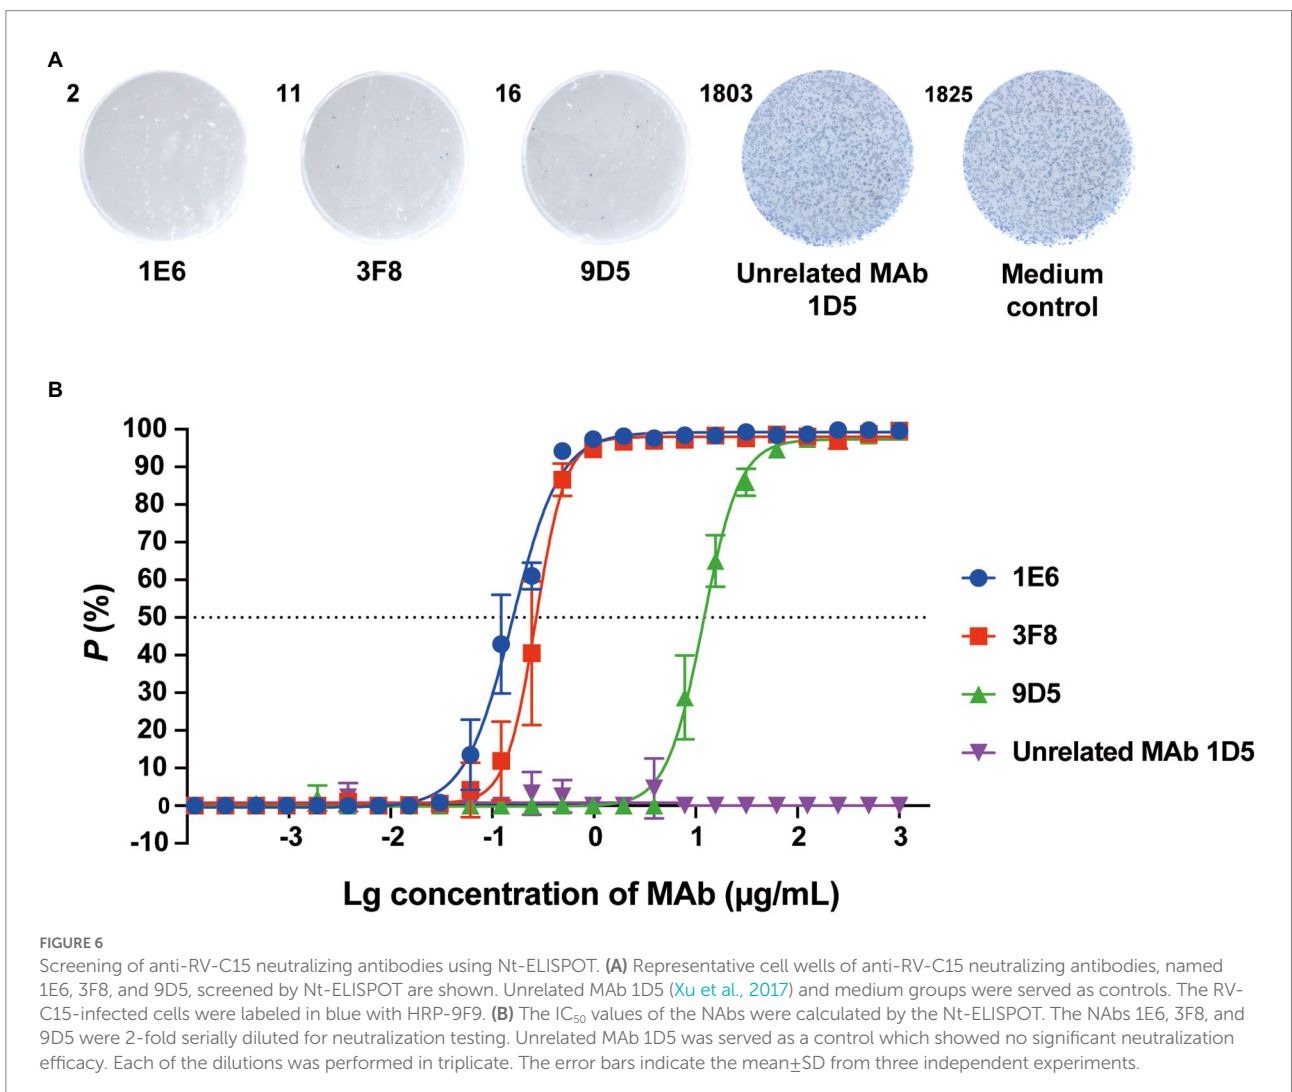 A
2
11
16
1803
1825
1E6
3F8
9D5
Unrelated MAb
1D5
Medium
control
B
100
90
80
70
60
50
40
30
20
10
0
-10
P (%)
-3
-2
-1
0
1
2
3
Lg concentration of MAb (µg/mL)
1E6
3F8
9D5
Unrelated MAb 1D5
FIGURE 6
Screening of anti-RV-C15 neutralizing antibodies using Nt-ELISPOT. (A) Representative cell wells of anti-RV-C15 neutralizing antibodies, named
1E6, 3F8, and 9D5, screened by Nt-ELISPOT are shown. Unrelated MAb 1D5 (Xu et al., 2017) and medium groups were served as controls. The RV-
C15-infected cells were labeled in blue with HRP-9F9. (B) The IC50 values of the NAbs were calculated by the Nt-ELISPOT. The NAbs 1E6, 3F8, and
9D5 were 2-fold serially diluted for neutralization testing. Unrelated MAb 1D5 was served as a control which showed no significant neutralization
efficacy. Each of the dilutions was performed in triplicate. The error bars indicate the mean±SD from three independent experiments.